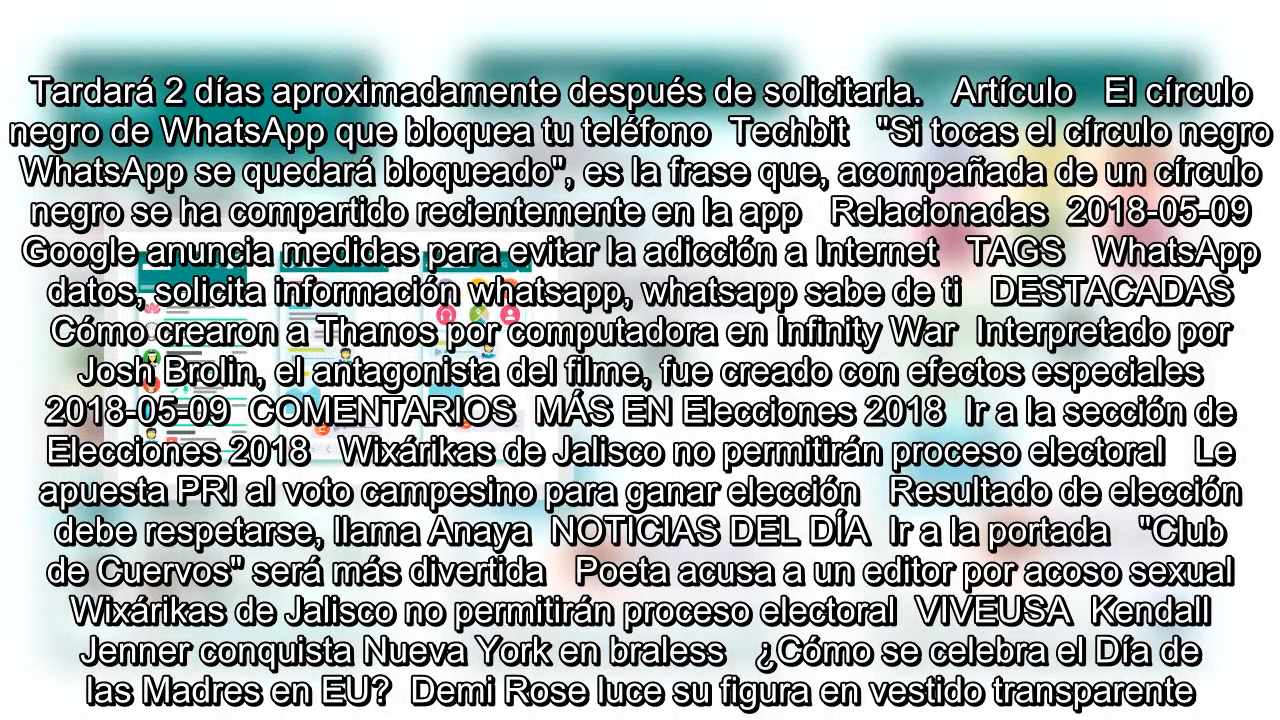 Tardará 2 días aproximadamente después de solicitarla. Artículo El círculo
negro de WhatsApp que bloquea tu teléfono Techbit "Si tocas el círculo negro
WhatsApp se quedará bloqueado", es la frase que, acompañada de un círculo
negro se ha compartido recientemente en la app Relacionadas 2018-05-09
Google anuncia medidas para evitar la adicción a Internet TAGS WhatsApp
datos, solicita información whatsapp, whatsapp sabe de ti DESTACADAS
Cómo crearon a Thanos por computadora en Infinity War Interpretado por
Josh Brolin, el antagonista del filme, fue creado con efectos especiales
2018-05-09 COMENTARIOS MÁS EN Elecciones 2018 Ir a la sección de
Elecciones 2018 Wixárikas de Jalisco no permitirán proceso electoral Le
apuesta PRI al voto campesino para ganar elección Resultado de elección
debe respetarse, llama Anaya NOTICIAS DEL DÍA Ir a la portada "Club
de Cuervos" será más divertida Poeta acusa a un editor por acoso sexual
Wixárikas de Jalisco no permitirán proceso electoral VIVEUSA Kendall
Jenner conquista Nueva York en braless ¿Cómo se celebra el Día de
las Madres en EU? Demi Rose luce su figura en vestido transparente